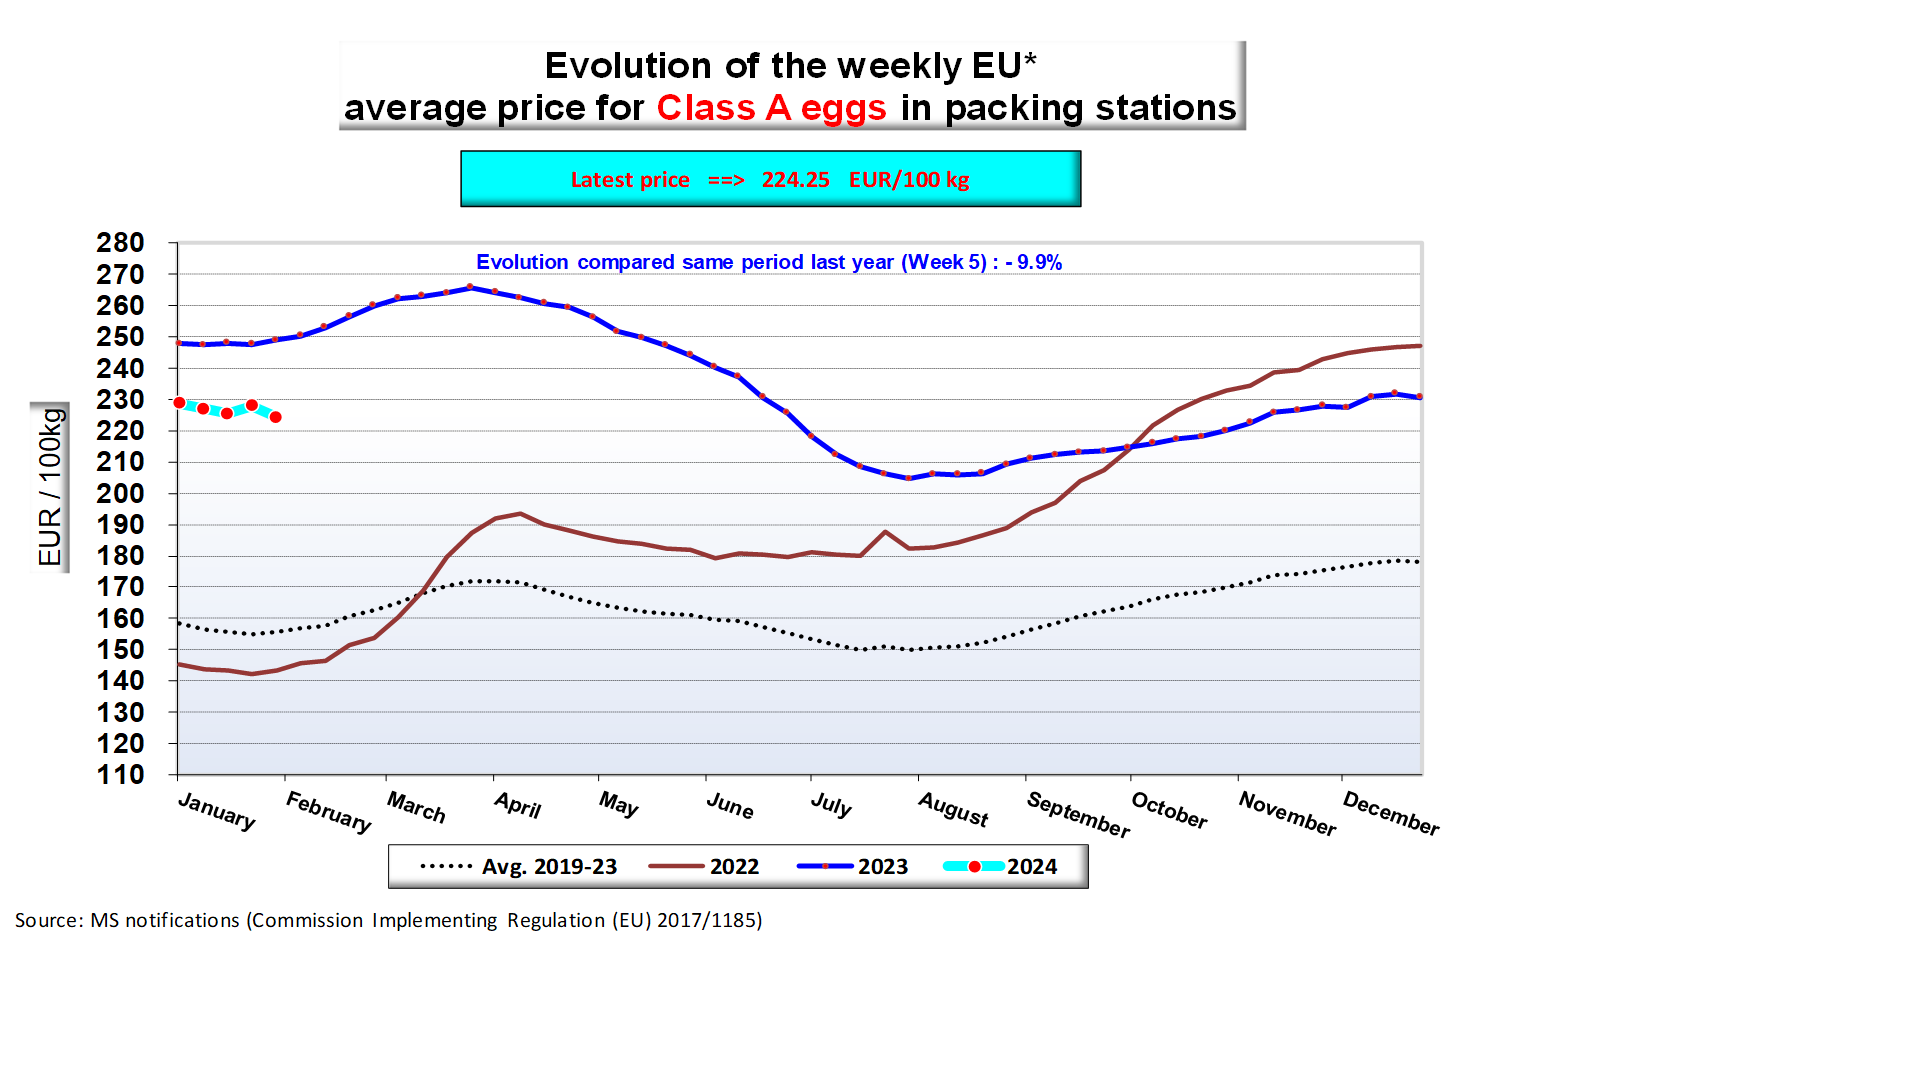 Evolution of the weekly EU*
average price for Class A eggs in packing stations
Latest price ==> 224.25 EUR/100 kg
Evolution compared same period last year (Week 5) : - 9.9%
EUR / 100kg
280
270
260
250
240
230
220
210
200
190
180
170
160
150
140
130
120
110
January
February
March
April
May
June
July
August
September
October
November
December
Avg. 2019-23
2022
2023
2024
Source: MS notifications (Commission Implementing Regulation (EU) 2017/1185)